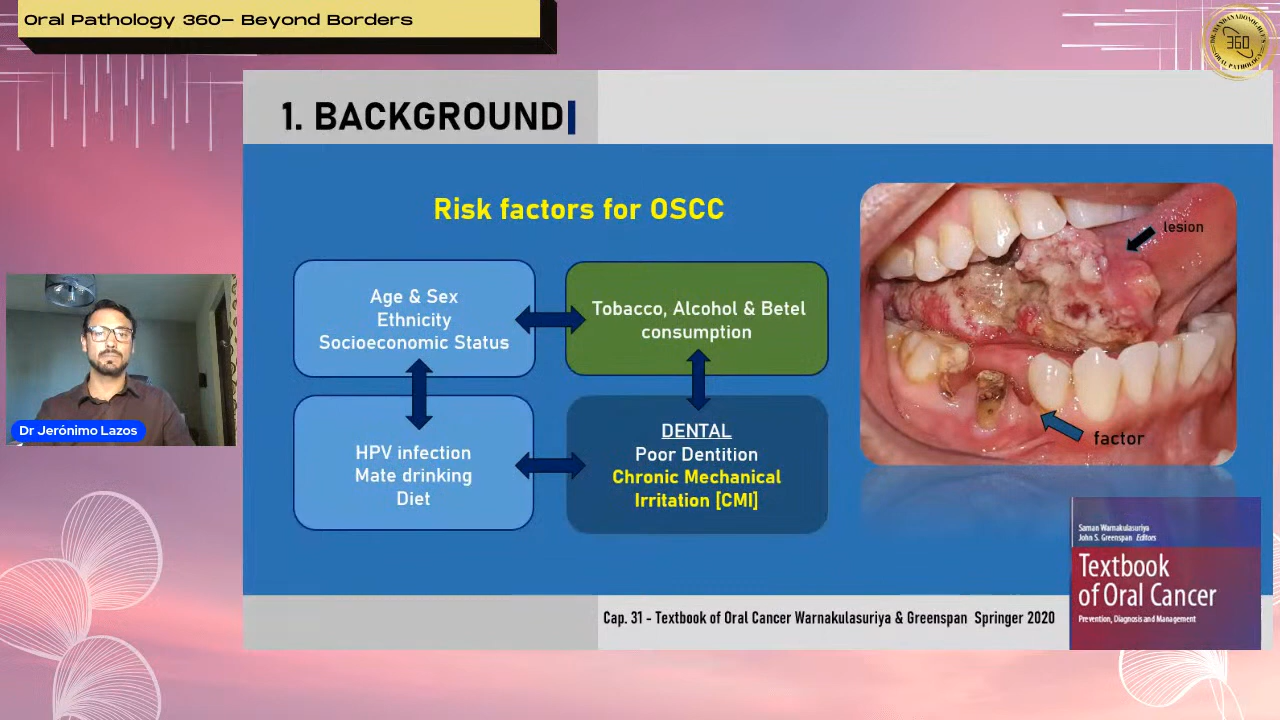 Oral Pathology 360– Beyond Borders
360
ORAL PATHOLOGY
1. BACKGROUND
Risk factors for OSCC
Age & Sex
Ethnicity
Socioeconomic Status
Tobacco, Alcohol & Betel
consumption
HPV infection
Mate drinking
Diet
DENTAL
Poor Dentition
Chronic Mechanical
Irritation [CMI]
lesion
factor
Dr Jerónimo Lazos
Saman Warnakulasuriya
John S. Greenspan Editors
Textbook
of Oral Cancer
Prevention, Diagnosis and Management
Cap. 31 - Textbook of Oral Cancer Warnakulasuriya & Greenspan Springer 2020